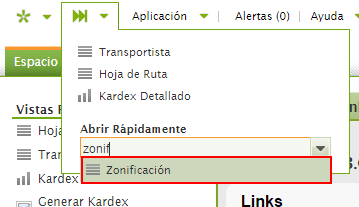 Aplicación Alertas (0) Ayuda
Espacio
Transportista
Hoja de Ruta
Kardex Detallado
Abrir Rápidamente
zonif
Zonificación
Vistas
Hoja
Kardex
Generar Kardex
Links